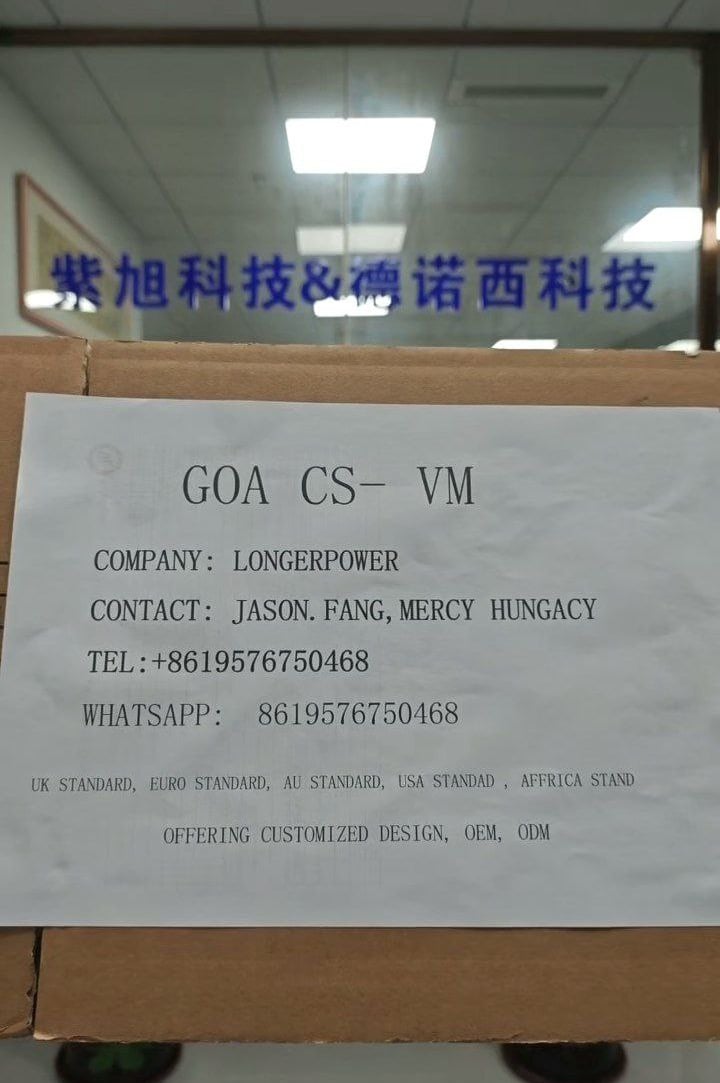 紫旭科技&德诺西科技
GOA CS- VM
COMPANY: LONGERPOWER
CONTACT: JASON.FANG,MERCY HUNGACY
TEL:+8619576750468
WHATSAPP: 8619576750468
UK STANDARD, EURO STANDARD, AU STANDARD, USA STANDAD , AFFRICA STAND
OFFERING CUSTOMIZED DESIGN, OEM, ODM